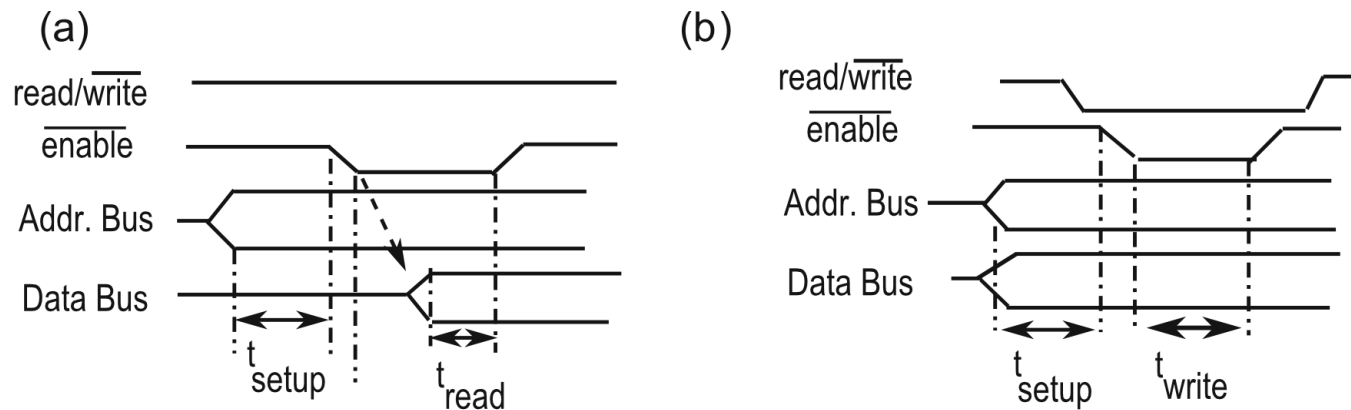 (a)
read/write
enable
Addr. Bus
Data Bus
t setup
t read
(b)
read/write
enable
Addr. Bus
Data Bus
t setup
t write